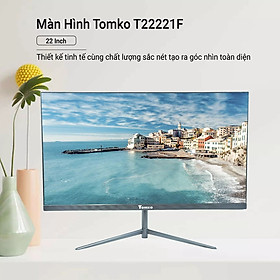 Màn Hình Tomko T22221F
22 Inch
Thiết kế tinh tế cùng chất lượng sắc nét tạo ra góc nhìn toàn diện
Tomko